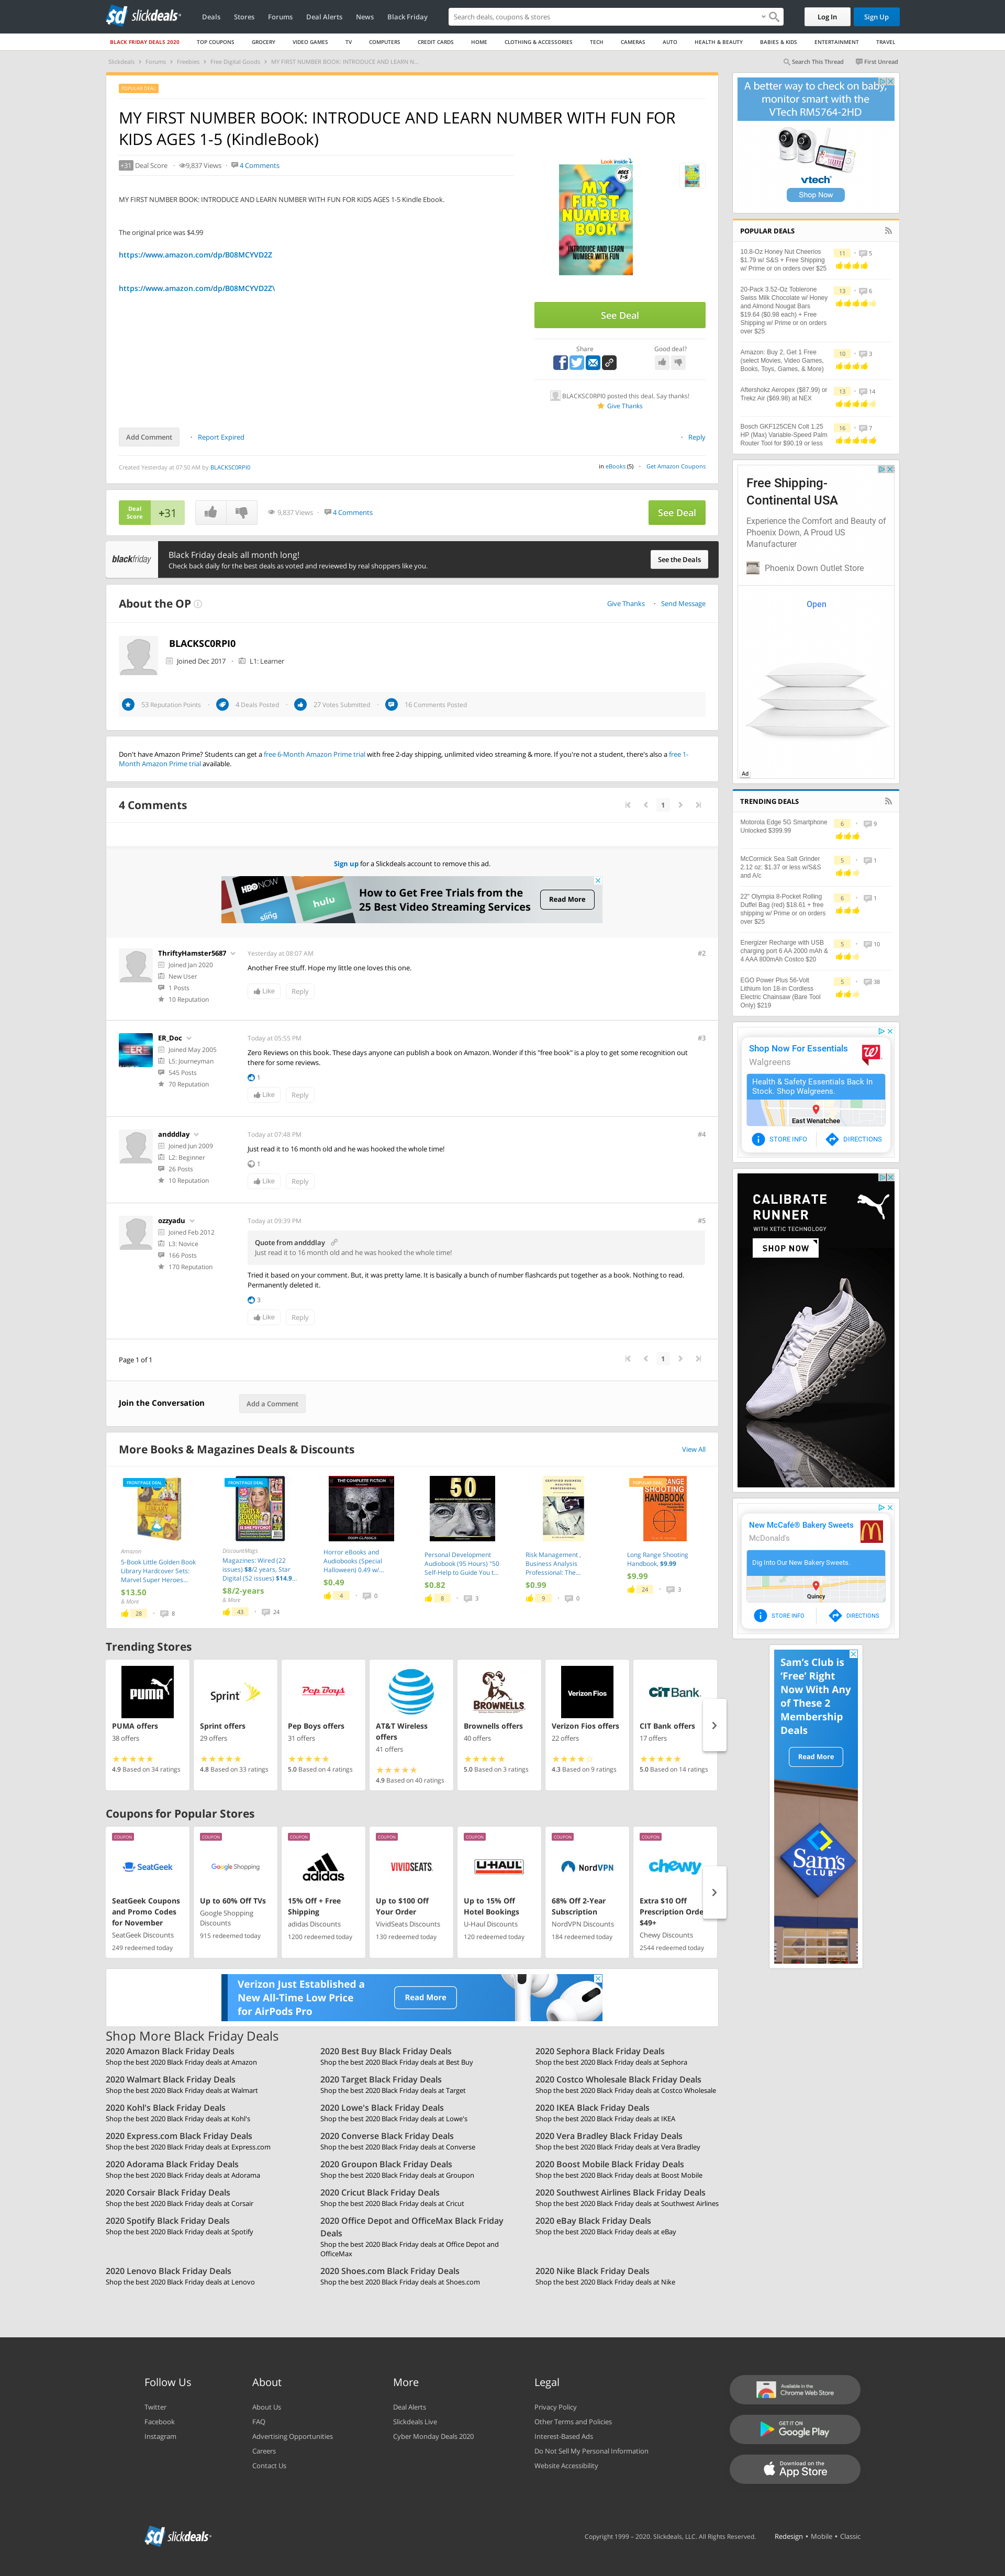 sd slickdeals
Deals Stores Forums Deal Alerts News Black Friday
Search deals, coupons & stores
Log In Sign Up
BLACK FRIDAY DEALS 2020 TOP COUPONS GROCERY VIDEO GAMES TV COMPUTERS CREDIT CARDS HOME CLOTHING & ACCESSORIES TECH CAMERAS AUTO HEALTH & BEAUTY BABIES & KIDS ENTERTAINMENT TRAVEL
Slickdeals Forums Freebies Free Digital Goods MY FIRST NUMBER BOOK: INTRODUCE AND LEARN N...
Search This Thread First Unread
POPULAR DEAL
MY FIRST NUMBER BOOK: INTRODUCE AND LEARN NUMBER WITH FUN FOR
KIDS AGES 1-5 (KindleBook)
+31 Deal Score 9,837 Views 4 Comments
MY FIRST NUMBER BOOK: INTRODUCE AND LEARN NUMBER WITH FUN FOR KIDS AGES 1-5 Kindle Ebook.
The original price was $4.99
https://www.amazon.com/dp/B08MCYVD2Z
https://www.amazon.com/dp/B08MCYVD2Z\
Look inside
AGES 1-5
MY FIRST NUMBER BOOK
INTRODUCE AND LEARN NUMBER WITH FUN
See Deal
Share
Good deal?
BLACKSC0RPI0 posted this deal. Say thanks!
Give Thanks
Add Comment Report Expired
Reply
Created Yesterday at 07:50 AM by BLACKSC0RPI0
in eBooks (5) Get Amazon Coupons
Deal Score +31
9,837 Views 4 Comments
See Deal
blackfriday
Black Friday deals all month long!
Check back daily for the best deals as voted and reviewed by real shoppers like you.
See the Deals
About the OP
Give Thanks Send Message
BLACKSC0RPI0
Joined Dec 2017 L1: Learner
53 Reputation Points 4 Deals Posted 27 Votes Submitted 16 Comments Posted
Don't have Amazon Prime? Students can get a free 6-Month Amazon Prime trial with free 2-day shipping, unlimited video streaming & more. If you're not a student, there's also a free 1-
Month Amazon Prime trial available.
4 Comments
1
Sign up for a Slickdeals account to remove this ad.
HBO NOW
sling
hulu
How to Get Free Trials from the
25 Best Video Streaming Services
Read More
ThriftyHamster5687
Joined Jan 2020
New User
1 Posts
10 Reputation
Yesterday at 08:07 AM
#2
Another Free stuff. Hope my little one loves this one.
Like Reply
ER_Doc
Joined May 2005
L5: Journeyman
545 Posts
70 Reputation
Today at 05:55 PM
#3
Zero Reviews on this book. These days anyone can publish a book on Amazon. Wonder if this "free book" is a ploy to get some recognition out
there for some reviews.
1
Like Reply
andddlay
Joined Jun 2009
L2: Beginner
26 Posts
10 Reputation
Today at 07:48 PM
#4
Just read it to 16 month old and he was hooked the whole time!
1
Like Reply
ozzyadu
Joined Feb 2012
L3: Novice
166 Posts
170 Reputation
Today at 09:39 PM
#5
Quote from andddlay
Just read it to 16 month old and he was hooked the whole time!
Tried it based on your comment. But, it was pretty lame. It is basically a bunch of number flashcards put together as a book. Nothing to read.
Permanently deleted it.
3
Like Reply
Page 1 of 1
1
Join the Conversation
Add a Comment
More Books & Magazines Deals & Discounts
View All
FRONTPAGE DEAL
Amazon
5-Book Little Golden Book
Library Hardcover Sets:
Marvel Super Heroes...
$13.50
& More
28 8
FRONTPAGE DEAL
DiscountMags
Magazines: Wired (22
issues) $8/2 years, Star
Digital (52 issues) $14.9...
$8/2-years
& More
43 24
THE COMPLETE FICTION
Horror eBooks and
Audiobooks (Special
Halloween) 0.49 w/...
$0.49
4 0
50
Personal Development
Audiobook (95 Hours) "50
Self-Help to Guide You t...
$0.82
8 3
CERTIFIED BUSINESS ANALYSIS PROFESSIONAL
Risk Management ,
Business Analysis
Professional: The...
$0.99
9 0
POPULAR DEAL
RANGE SHOOTING HANDBOOK
Long Range Shooting
Handbook, $9.99
$9.99
24 3
Trending Stores
PUMA
PUMA offers
38 offers
4.9 Based on 34 ratings
Sprint
Sprint offers
29 offers
4.8 Based on 33 ratings
Pep Boys
Pep Boys offers
31 offers
5.0 Based on 4 ratings
AT&T Wireless
offers
41 offers
4.9 Based on 40 ratings
BROWNELLS
Brownells offers
40 offers
5.0 Based on 3 ratings
Verizon Fios
Verizon Fios offers
22 offers
4.3 Based on 9 ratings
CIT BANK
CIT Bank offers
17 offers
5.0 Based on 14 ratings
Coupons for Popular Stores
COUPON
SeatGeek
SeatGeek Coupons
and Promo Codes
for November
SeatGeek Discounts
249 redeemed today
COUPON
Google Shopping
Up to 60% Off TVs
Google Shopping
Discounts
915 redeemed today
COUPON
adidas
15% Off + Free
Shipping
adidas Discounts
1200 redeemed today
COUPON
VIVIDSEATS
Up to $100 Off
Your Order
VividSeats Discounts
130 redeemed today
COUPON
U-HAUL
Up to 15% Off
Hotel Bookings
U-Haul Discounts
120 redeemed today
COUPON
NordVPN
68% Off 2-Year
Subscription
NordVPN Discounts
184 redeemed today
COUPON
chewy
Extra $10 Off
Prescription Orde
$49+
Chewy Discounts
2544 redeemed today
Verizon Just Established a
New All-Time Low Price
for AirPods Pro
Read More
Shop More Black Friday Deals
2020 Amazon Black Friday Deals
Shop the best 2020 Black Friday deals at Amazon
2020 Best Buy Black Friday Deals
Shop the best 2020 Black Friday deals at Best Buy
2020 Sephora Black Friday Deals
Shop the best 2020 Black Friday deals at Sephora
2020 Walmart Black Friday Deals
Shop the best 2020 Black Friday deals at Walmart
2020 Target Black Friday Deals
Shop the best 2020 Black Friday deals at Target
2020 Costco Wholesale Black Friday Deals
Shop the best 2020 Black Friday deals at Costco Wholesale
2020 Kohl's Black Friday Deals
Shop the best 2020 Black Friday deals at Kohl's
2020 Lowe's Black Friday Deals
Shop the best 2020 Black Friday deals at Lowe's
2020 IKEA Black Friday Deals
Shop the best 2020 Black Friday deals at IKEA
2020 Express.com Black Friday Deals
Shop the best 2020 Black Friday deals at Express.com
2020 Converse Black Friday Deals
Shop the best 2020 Black Friday deals at Converse
2020 Vera Bradley Black Friday Deals
Shop the best 2020 Black Friday deals at Vera Bradley
2020 Adorama Black Friday Deals
Shop the best 2020 Black Friday deals at Adorama
2020 Groupon Black Friday Deals
Shop the best 2020 Black Friday deals at Groupon
2020 Boost Mobile Black Friday Deals
Shop the best 2020 Black Friday deals at Boost Mobile
2020 Corsair Black Friday Deals
Shop the best 2020 Black Friday deals at Corsair
2020 Cricut Black Friday Deals
Shop the best 2020 Black Friday deals at Cricut
2020 Southwest Airlines Black Friday Deals
Shop the best 2020 Black Friday deals at Southwest Airlines
2020 Spotify Black Friday Deals
Shop the best 2020 Black Friday deals at Spotify
2020 Office Depot and OfficeMax Black Friday
Deals
Shop the best 2020 Black Friday deals at Office Depot and
OfficeMax
2020 eBay Black Friday Deals
Shop the best 2020 Black Friday deals at eBay
2020 Lenovo Black Friday Deals
Shop the best 2020 Black Friday deals at Lenovo
2020 Shoes.com Black Friday Deals
Shop the best 2020 Black Friday deals at Shoes.com
2020 Nike Black Friday Deals
Shop the best 2020 Black Friday deals at Nike
A better way to check on baby,
monitor smart with the
VTech RM5764-2HD
vtech
Shop Now
POPULAR DEALS
10.8-Oz Honey Nut Cheerios
$1.79 w/ S&S + Free Shipping
w/ Prime or on orders over $25
11 5
20-Pack 3.52-Oz Toblerone
Swiss Milk Chocolate w/ Honey
and Almond Nougat Bars
$19.64 ($0.98 each) + Free
Shipping w/ Prime or on orders
over $25
13 6
Amazon: Buy 2, Get 1 Free
(select Movies, Video Games,
Books, Toys, Games, & More)
10 3
Aftershokz Aeropex ($87.99) or
Trekz Air ($69.98) at NEX
13 14
Bosch GKF125CEN Colt 1.25
HP (Max) Variable-Speed Palm
Router Tool for $90.19 or less
16 7
Free Shipping-
Continental USA
Experience the Comfort and Beauty of
Phoenix Down, A Proud US
Manufacturer
Phoenix Down Outlet Store
Open
Ad
TRENDING DEALS
Motorola Edge 5G Smartphone
Unlocked $399.99
6 9
McCormick Sea Salt Grinder
2.12 oz: $1.37 or less w/S&S
and A/c
5 1
22" Olympia 8-Pocket Rolling
Duffel Bag (red) $18.61 + free
shipping w/ Prime or on orders
over $25
6 1
Energizer Recharge with USB
charging port 6 AA 2000 mAh &
4 AAA 800mAh Costco $20
5 10
EGO Power Plus 56-Volt
Lithium Ion 18-in Cordless
Electric Chainsaw (Bare Tool
Only) $219
5 38
Shop Now For Essentials
Walgreens
Health & Safety Essentials Back In
Stock. Shop Walgreens.
East Wenatchee
STORE INFO DIRECTIONS
CALIBRATE
RUNNER
WITH XETIC TECHNOLOGY
SHOP NOW
New McCafé® Bakery Sweets
McDonald's
Dig Into Our New Bakery Sweets.
Quincy
STORE INFO DIRECTIONS
Sam's Club is
'Free' Right
Now With Any
of These 2
Membership
Deals
Read More
Sam's
CLUB
Follow Us
Twitter
Facebook
Instagram
About
About Us
FAQ
Advertising Opportunities
Careers
Contact Us
More
Deal Alerts
Slickdeals Live
Cyber Monday Deals 2020
Legal
Privacy Policy
Other Terms and Policies
Interest-Based Ads
Do Not Sell My Personal Information
Website Accessibility
Available in the
Chrome Web Store
GET IT ON
Google Play
Download on the
App Store
sd slickdeals
Copyright 1999 – 2020. Slickdeals, LLC. All Rights Reserved. Redesign • Mobile • Classic